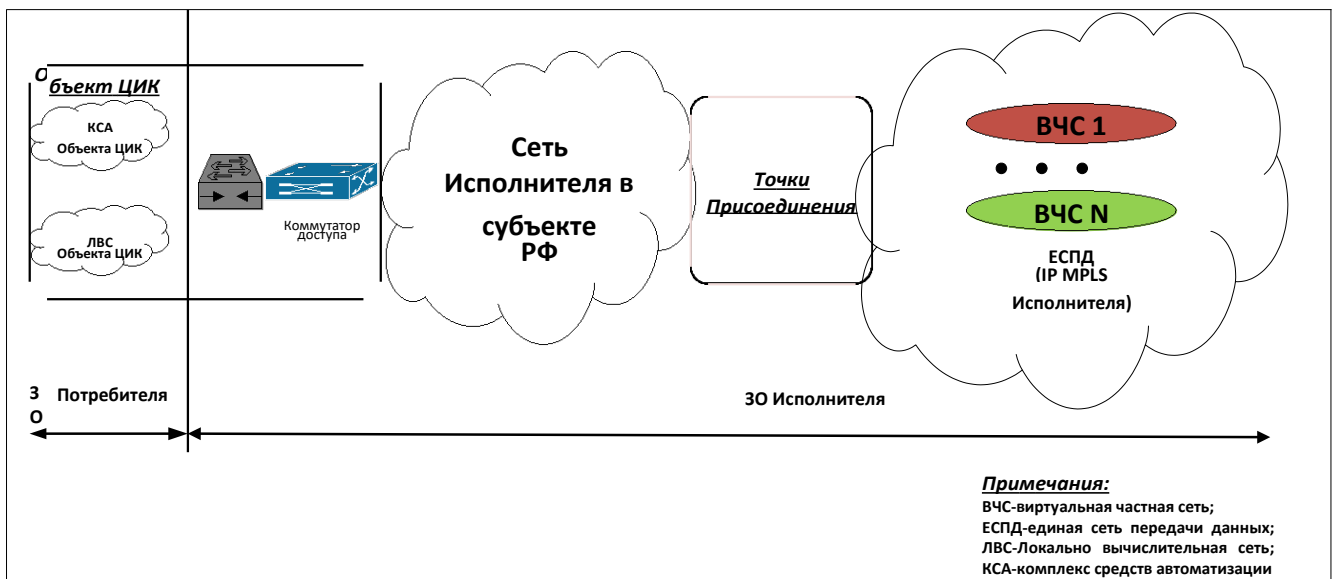 Объект ЦИК
КСА
Объекта ЦИК
ЛВС
Объекта ЦИК
Коммутатор
доступа
Сеть
Исполнителя в
субъекте
РФ
Точки
Присоединения
ВЧС 1
ВЧС N
ЕСПД
(IP MPLS
Исполнителя)
ЗО Потребителя
ЗО Исполнителя
Примечания:
ВЧС-виртуальная частная сеть;
ЕСПД-единая сеть передачи данных;
ЛВС-Локально вычислительная сеть;
КСА-комплекс средств автоматизации